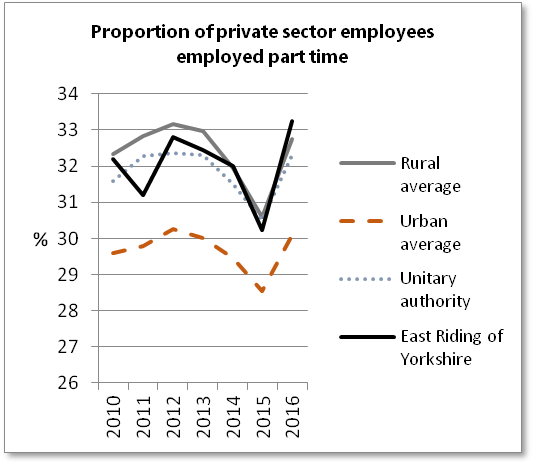 Proportion of private sector employees
employed part time
34
33
32
31
30
29
28
27
26
%
2010
2011
2012
2013
2014
2015
2016
Rural
average
Urban
average
Unitary
authority
East Riding of
Yorkshire